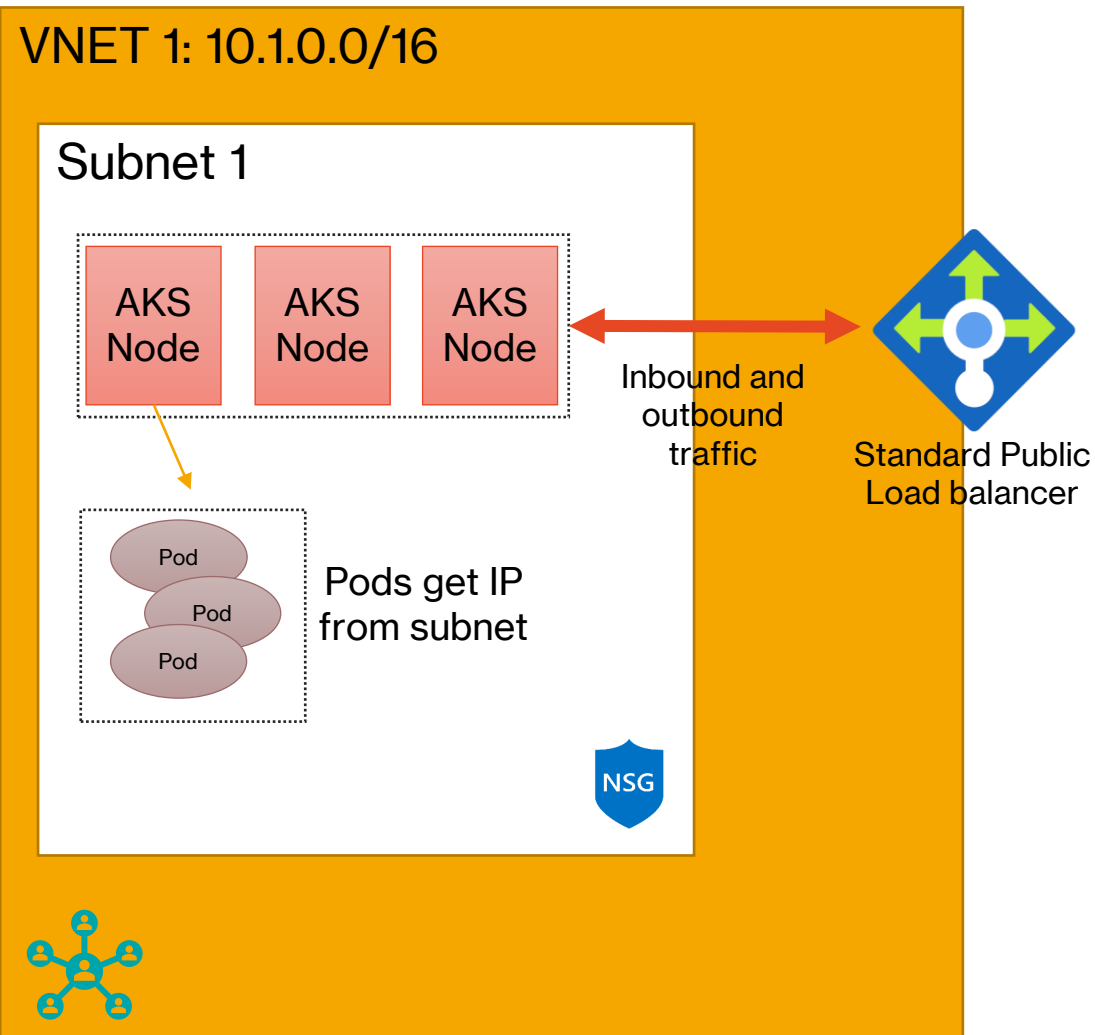 VNET 1: 10.1.0.0/16
Subnet 1
AKS
Node
AKS
Node
AKS
Node
Inbound and
outbound
traffic
Standard Public
Load balancer
Pod
Pod
Pod
Pods get IP
from subnet
NSG